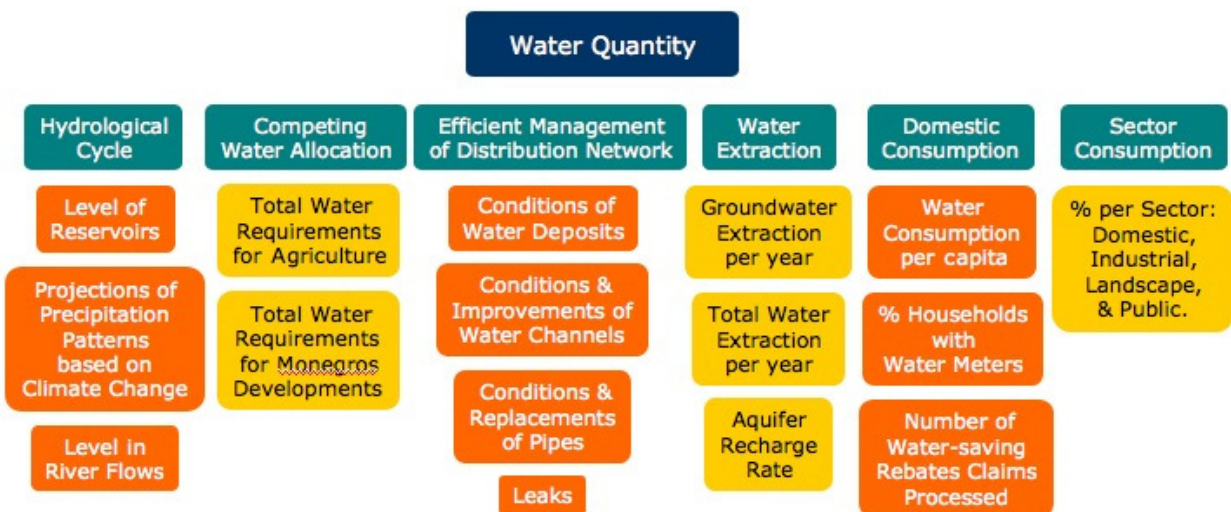 Water Quantity
Hydrological
Cycle
Level of
Reservoirs
Projections of
Precipitation
Patterns
based on
Climate Change
Level in
River Flows
Competing
Water Allocation
Total Water
Requirements
for Agriculture
Total Water
Requirements
for Monegros
Developments
Efficient Management
of Distribution Network
Conditions of
Water Deposits
Conditions &
Improvements of
Water Channels
Conditions &
Replacements
of Pipes
Leaks
Water
Extraction
Groundwater
Extraction
per year
Total Water
Extraction
per year
Aquifer
Recharge
Rate
Domestic
Consumption
Water
Consumption
per capita
% Households
with
Water Meters
Number of
Water-saving
Rebates Claims
Processed
Sector
Consumption
% per Sector:
Domestic,
Industrial,
Landscape,
& Public.